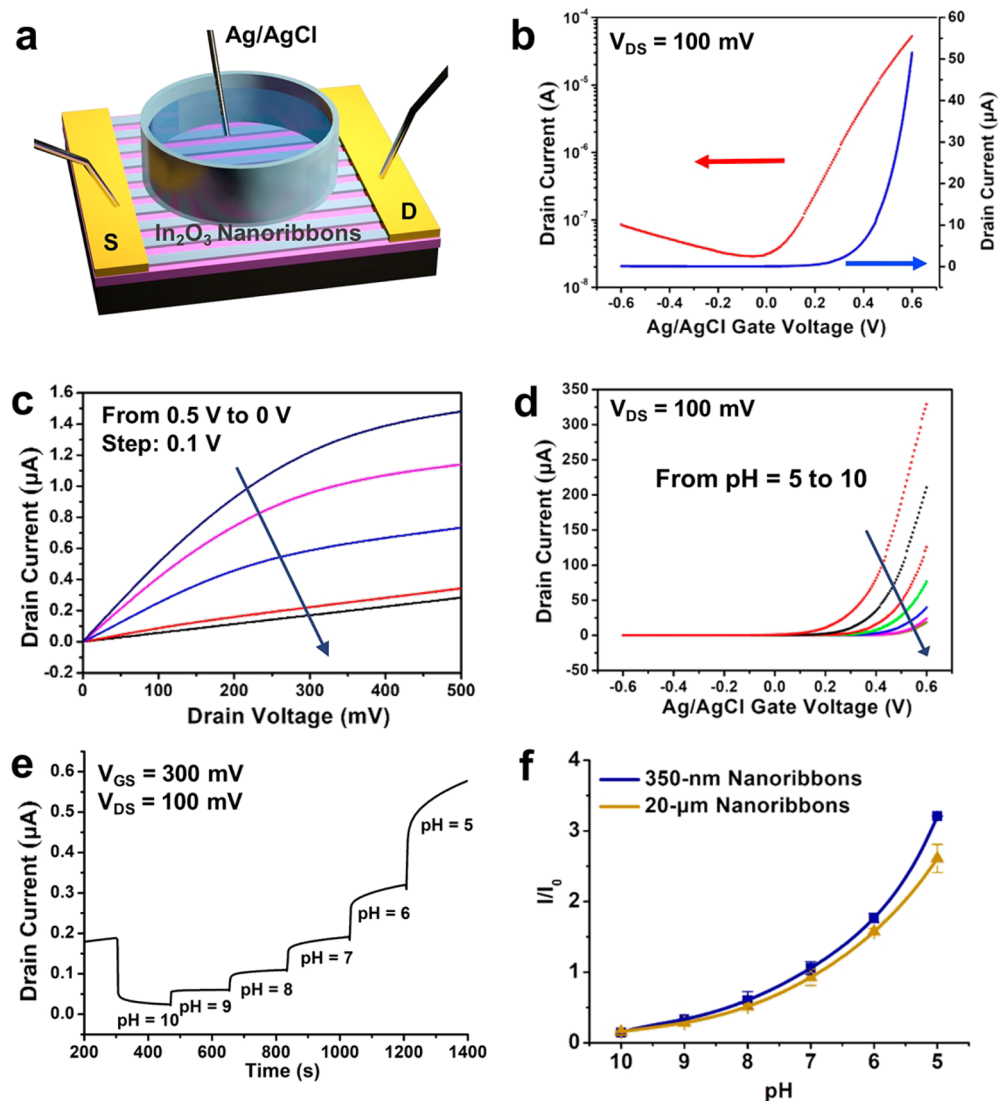 a
Ag/AgCl
S
D
In₂O₃ Nanoribbons
b
V_DS = 100 mV
Drain Current (A)
10⁻⁴
10⁻⁵
10⁻⁶
10⁻⁷
10⁻⁸
60
50
40
30
20
10
0
Drain Current (µA)
-0.6 -0.4 -0.2 0.0 0.2 0.4 0.6
Ag/AgCl Gate Voltage (V)
c
From 0.5 V to 0 V
Step: 0.1 V
Drain Current (µA)
1.6
1.4
1.2
1.0
0.8
0.6
0.4
0.2
0.0
-0.2
0 100 200 300 400 500
Drain Voltage (mV)
d
V_DS = 100 mV
From pH = 5 to 10
Drain Current (µA)
350
300
250
200
150
100
50
0
-50
-0.6 -0.4 -0.2 0.0 0.2 0.4 0.6
Ag/AgCl Gate Voltage (V)
e
V_GS = 300 mV
V_DS = 100 mV
Drain Current (µA)
0.6
0.5
0.4
0.3
0.2
0.1
0.0
pH = 5
pH = 6
pH = 7
pH = 8
pH = 9
pH = 10
200 400 600 800 1000 1200 1400
Time (s)
f
350-nm Nanoribbons
20-µm Nanoribbons
I/I₀
4
3
2
1
0
10 9 8 7 6 5
pH